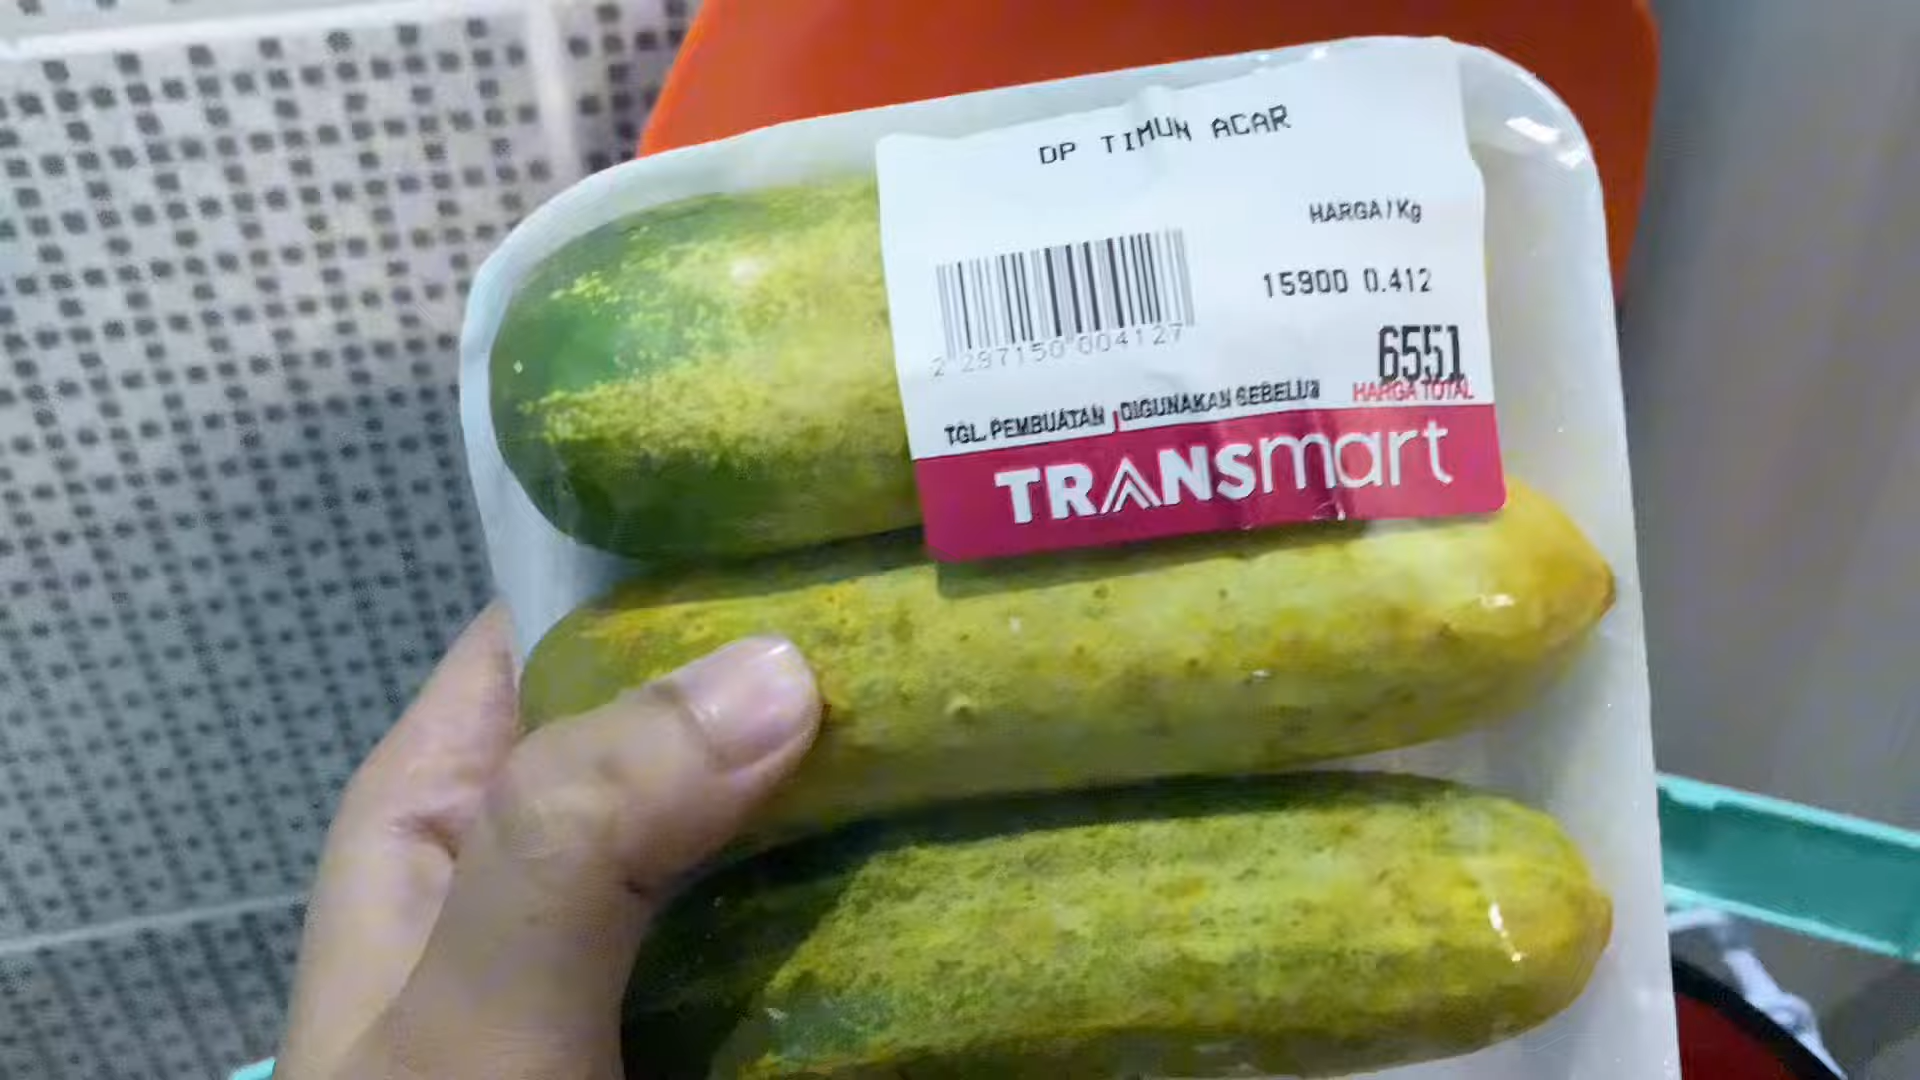 DP TIMUN ACAR
HARGA/Kg
15900 0.412
2 297150 004127
6551
HARGA TOTAL
TGL. PEMBUATAN DIGUNAKAN SEBELUM
TRANSmart